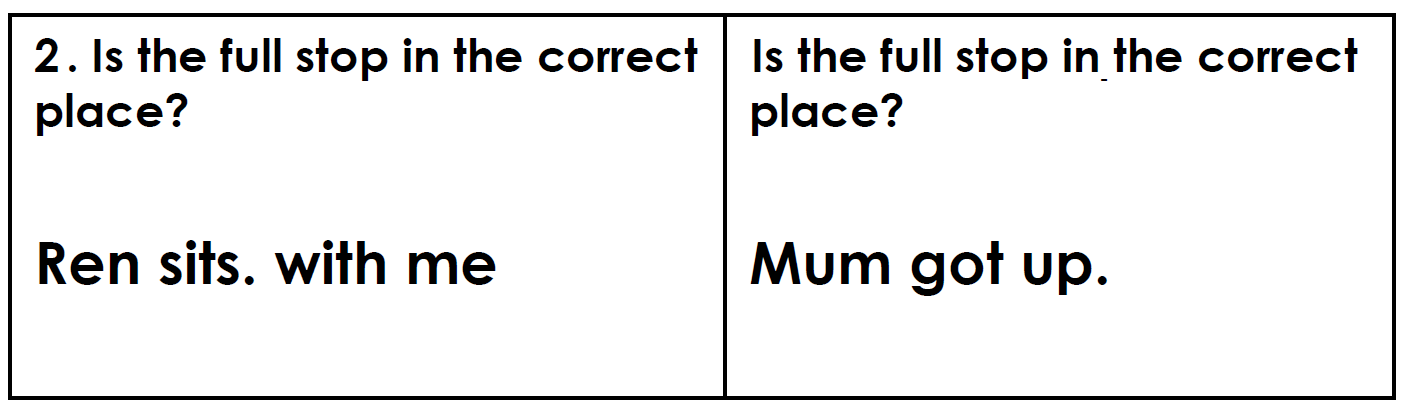 2. Is the full stop in the correct
place?
Ren sits. with me
Is the full stop in the correct
place?
Mum got up.